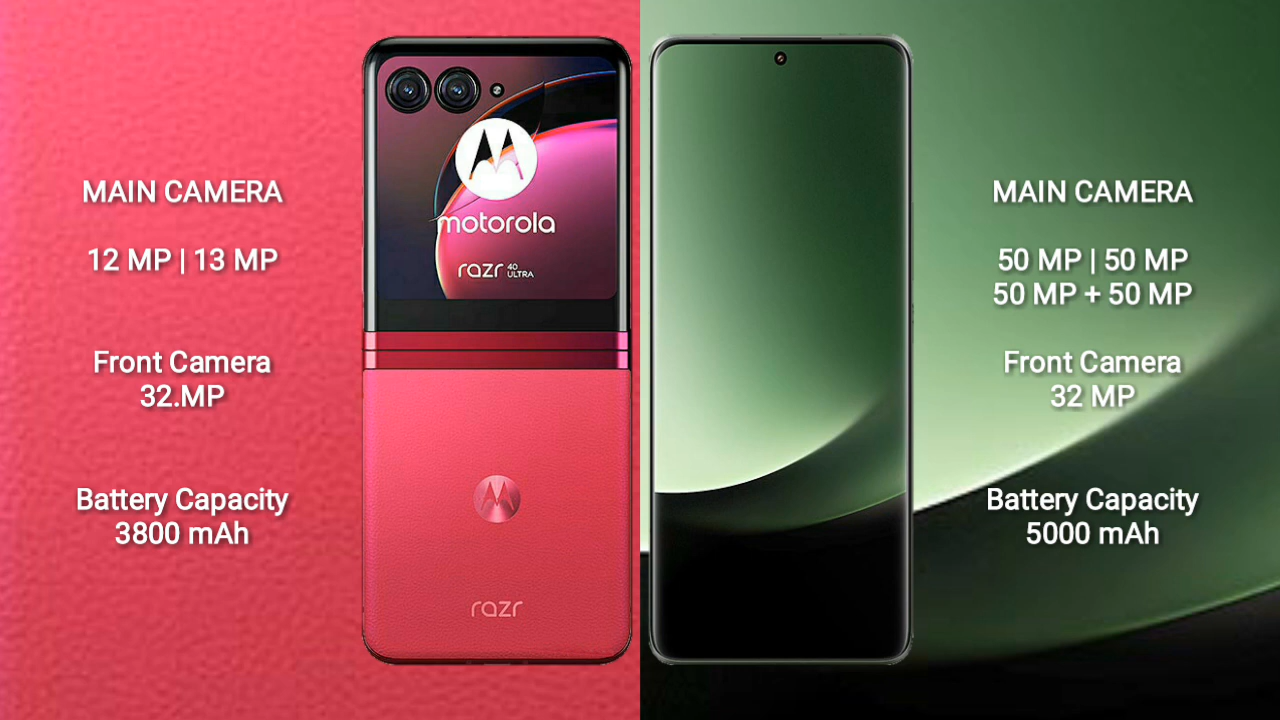 MAIN CAMERA
12 MP | 13 MP
Front Camera
32.MP
Battery Capacity
3800 mAh
motorola
razr 40 ULTRA
razr
MAIN CAMERA
50 MP | 50 MP
50 MP + 50 MP
Front Camera
32 MP
Battery Capacity
5000 mAh